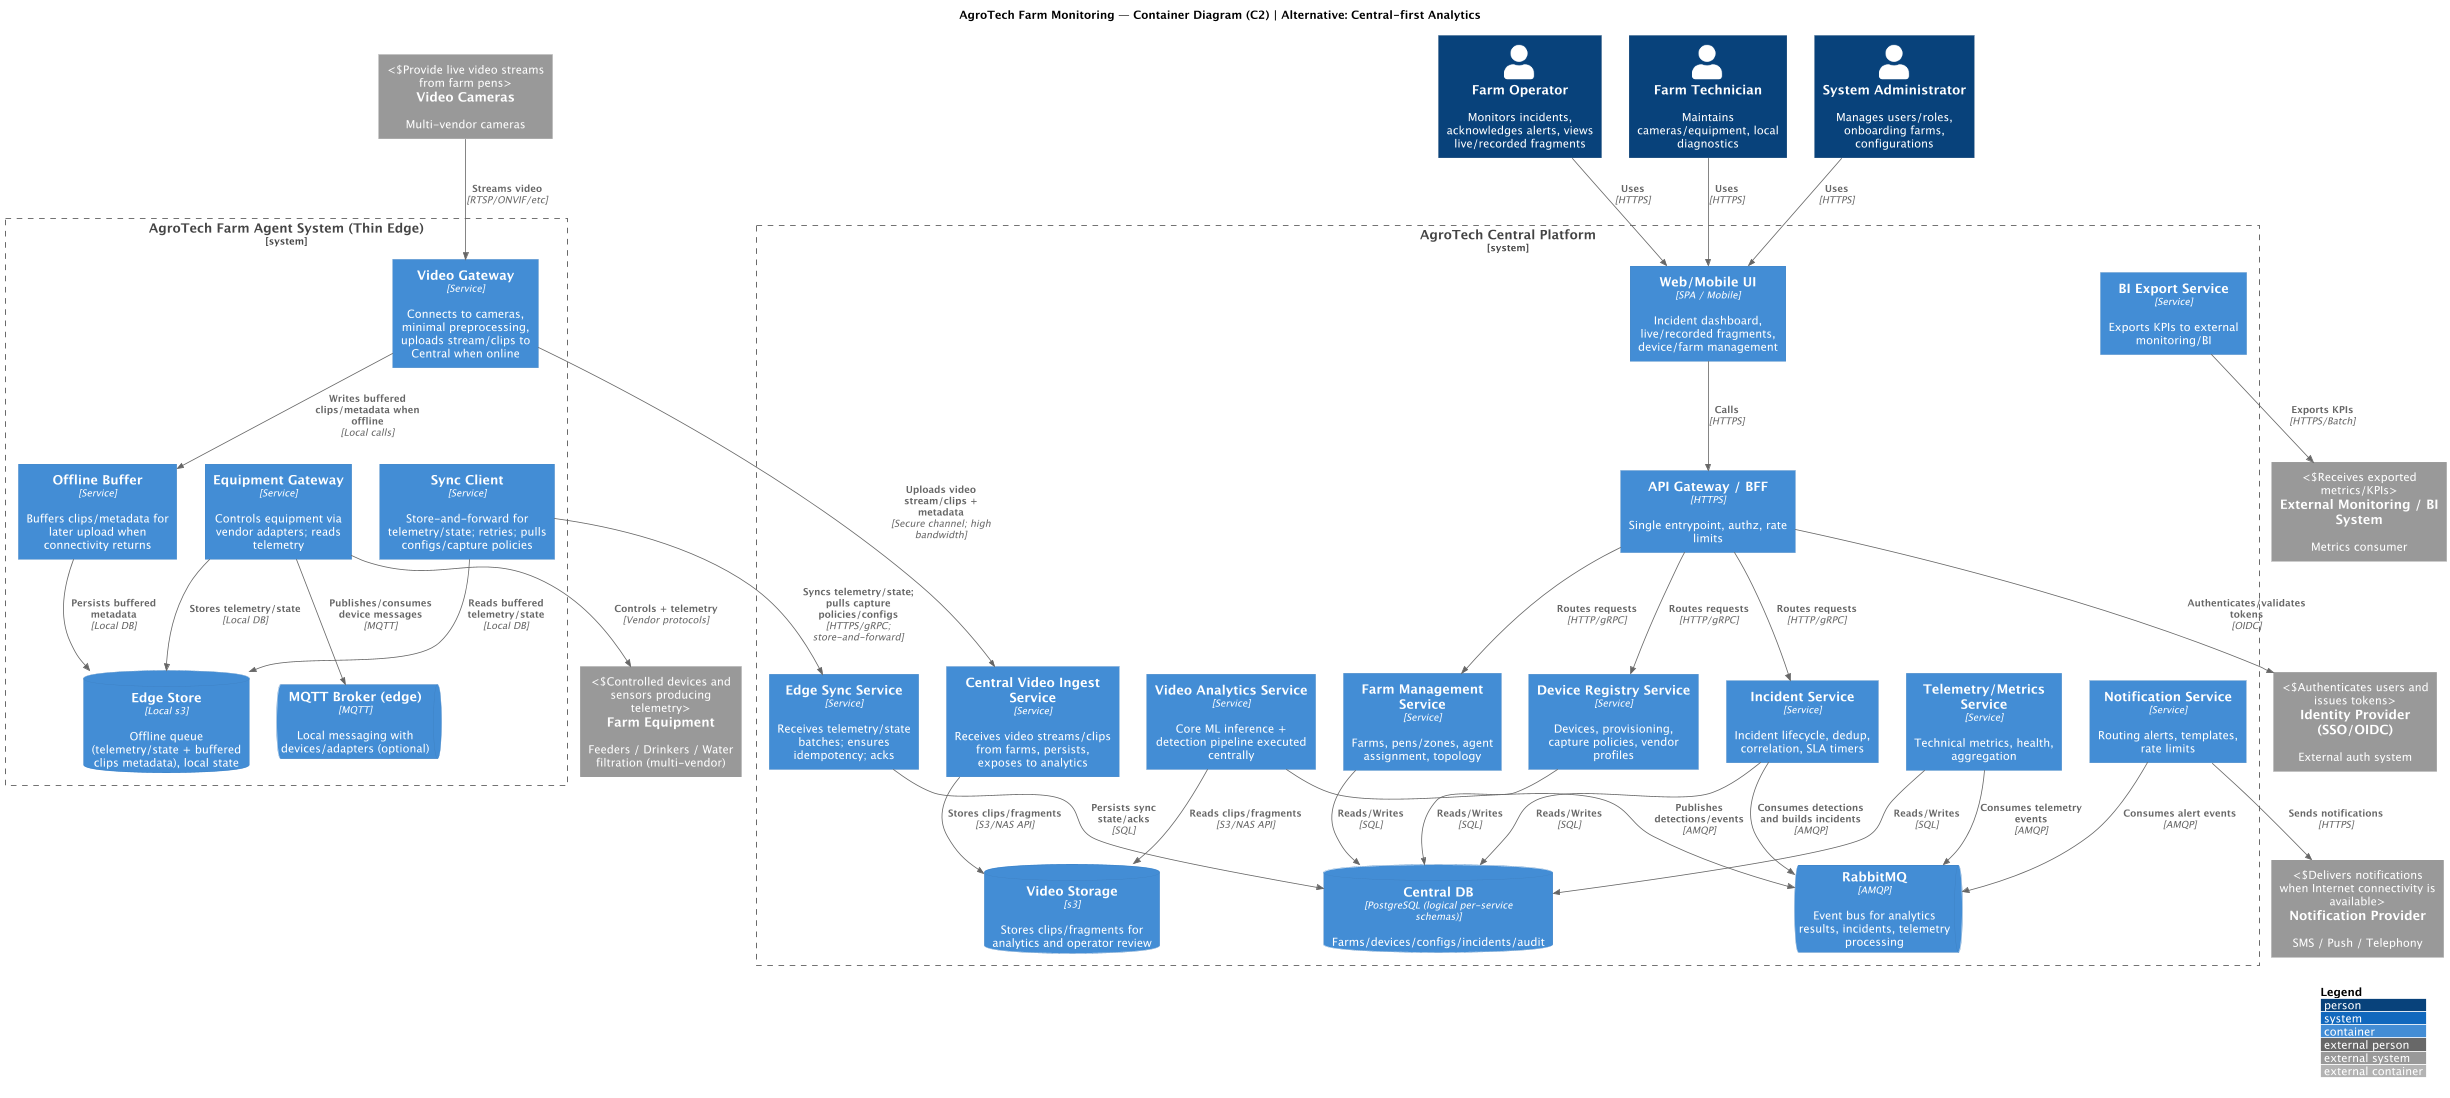 AgroTech Farm Monitoring — Container Diagram (C2) | Alternative: Central-first Analytics
<$Provide live video streams
from farm pens>
Video Cameras
Multi-vendor cameras
Farm Operator
Monitors incidents,
acknowledges alerts, views
live/recorded fragments
Farm Technician
Maintains
cameras/equipment, local
diagnostics
System Administrator
Manages users/roles,
onboarding farms,
configurations
Streams video
[RTSP/ONVIF/etc]
Uses
[HTTPS]
Uses
[HTTPS]
Uses
[HTTPS]
AgroTech Farm Agent System (Thin Edge)
[system]
Video Gateway
[Service]
Connects to cameras,
minimal preprocessing,
uploads stream/clips to
Central when online
Writes buffered
clips/metadata when
offline
[Local calls]
Offline Buffer
[Service]
Buffers clips/metadata for
later upload when
connectivity returns
Equipment Gateway
[Service]
Controls equipment via
vendor adapters; reads
telemetry
Sync Client
[Service]
Store-and-forward for
telemetry/state; retries; pulls
configs/capture policies
Persists buffered
metadata
[Local DB]
Stores telemetry/state
[Local DB]
Publishes/consumes
device messages
[MQTT]
Reads buffered
telemetry/state
[Local DB]
Controls + telemetry
[Vendor protocols]
Edge Store
[Local s3]
Offline queue
(telemetry/state + buffered
clips metadata), local state
MQTT Broker (edge)
[MQTT]
Local messaging with
devices/adapters (optional)
<$Controlled devices and
sensors producing
telemetry>
Farm Equipment
Feeders / Drinkers / Water
filtration (multi-vendor)
AgroTech Central Platform
[system]
Web/Mobile UI
[SPA / Mobile]
Incident dashboard,
live/recorded fragments,
device/farm management
BI Export Service
[Service]
Exports KPIs to external
monitoring/BI
Calls
[HTTPS]
Exports KPIs
[HTTPS/Batch]
Uploads video
stream/clips +
metadata
[Secure channel; high
bandwidth]
API Gateway / BFF
[HTTPS]
Single entrypoint, authz, rate
limits
<$Receives exported
metrics/KPIs>
External Monitoring / BI
System
Metrics consumer
Syncs telemetry/state;
pulls capture
policies/configs
[HTTPS/gRPC;
store-and-forward]
Routes requests
[HTTP/gRPC]
Routes requests
[HTTP/gRPC]
Routes requests
[HTTP/gRPC]
Authenticates/validates
tokens
[OIDC]
Edge Sync Service
[Service]
Receives telemetry/state
batches; ensures
idempotency; acks
Central Video Ingest
Service
[Service]
Receives video streams/clips
from farms, persists,
exposes to analytics
Video Analytics Service
[Service]
Core ML inference +
detection pipeline executed
centrally
Farm Management
Service
[Service]
Farms, pens/zones, agent
assignment, topology
Device Registry Service
[Service]
Devices, provisioning,
capture policies, vendor
profiles
Incident Service
[Service]
Incident lifecycle, dedup,
correlation, SLA timers
Telemetry/Metrics
Service
[Service]
Technical metrics, health,
aggregation
Notification Service
[Service]
Routing alerts, templates,
rate limits
<$Authenticates users and
issues tokens>
Identity Provider
(SSO/OIDC)
External auth system
Stores clips/fragments
[S3/NAS API]
Persists sync
state/acks
[SQL]
Reads clips/fragments
[S3/NAS API]
Reads/Writes
[SQL]
Reads/Writes
[SQL]
Reads/Writes
[SQL]
Publishes
detections/events
[AMQP]
Consumes detections
and builds incidents
[AMQP]
Reads/Writes
[SQL]
Consumes telemetry
events
[AMQP]
Consumes alert events
[AMQP]
Sends notifications
[HTTPS]
Video Storage
[s3]
Stores clips/fragments for
analytics and operator review
Central DB
[PostgreSQL (logical per-service
schemas)]
Farms/devices/configs/incidents/audit
RabbitMQ
[AMQP]
Event bus for analytics
results, incidents, telemetry
processing
<$Delivers notifications
when Internet connectivity is
available>
Notification Provider
SMS / Push / Telephony
Legend
person
system
container
external person
external system
external container